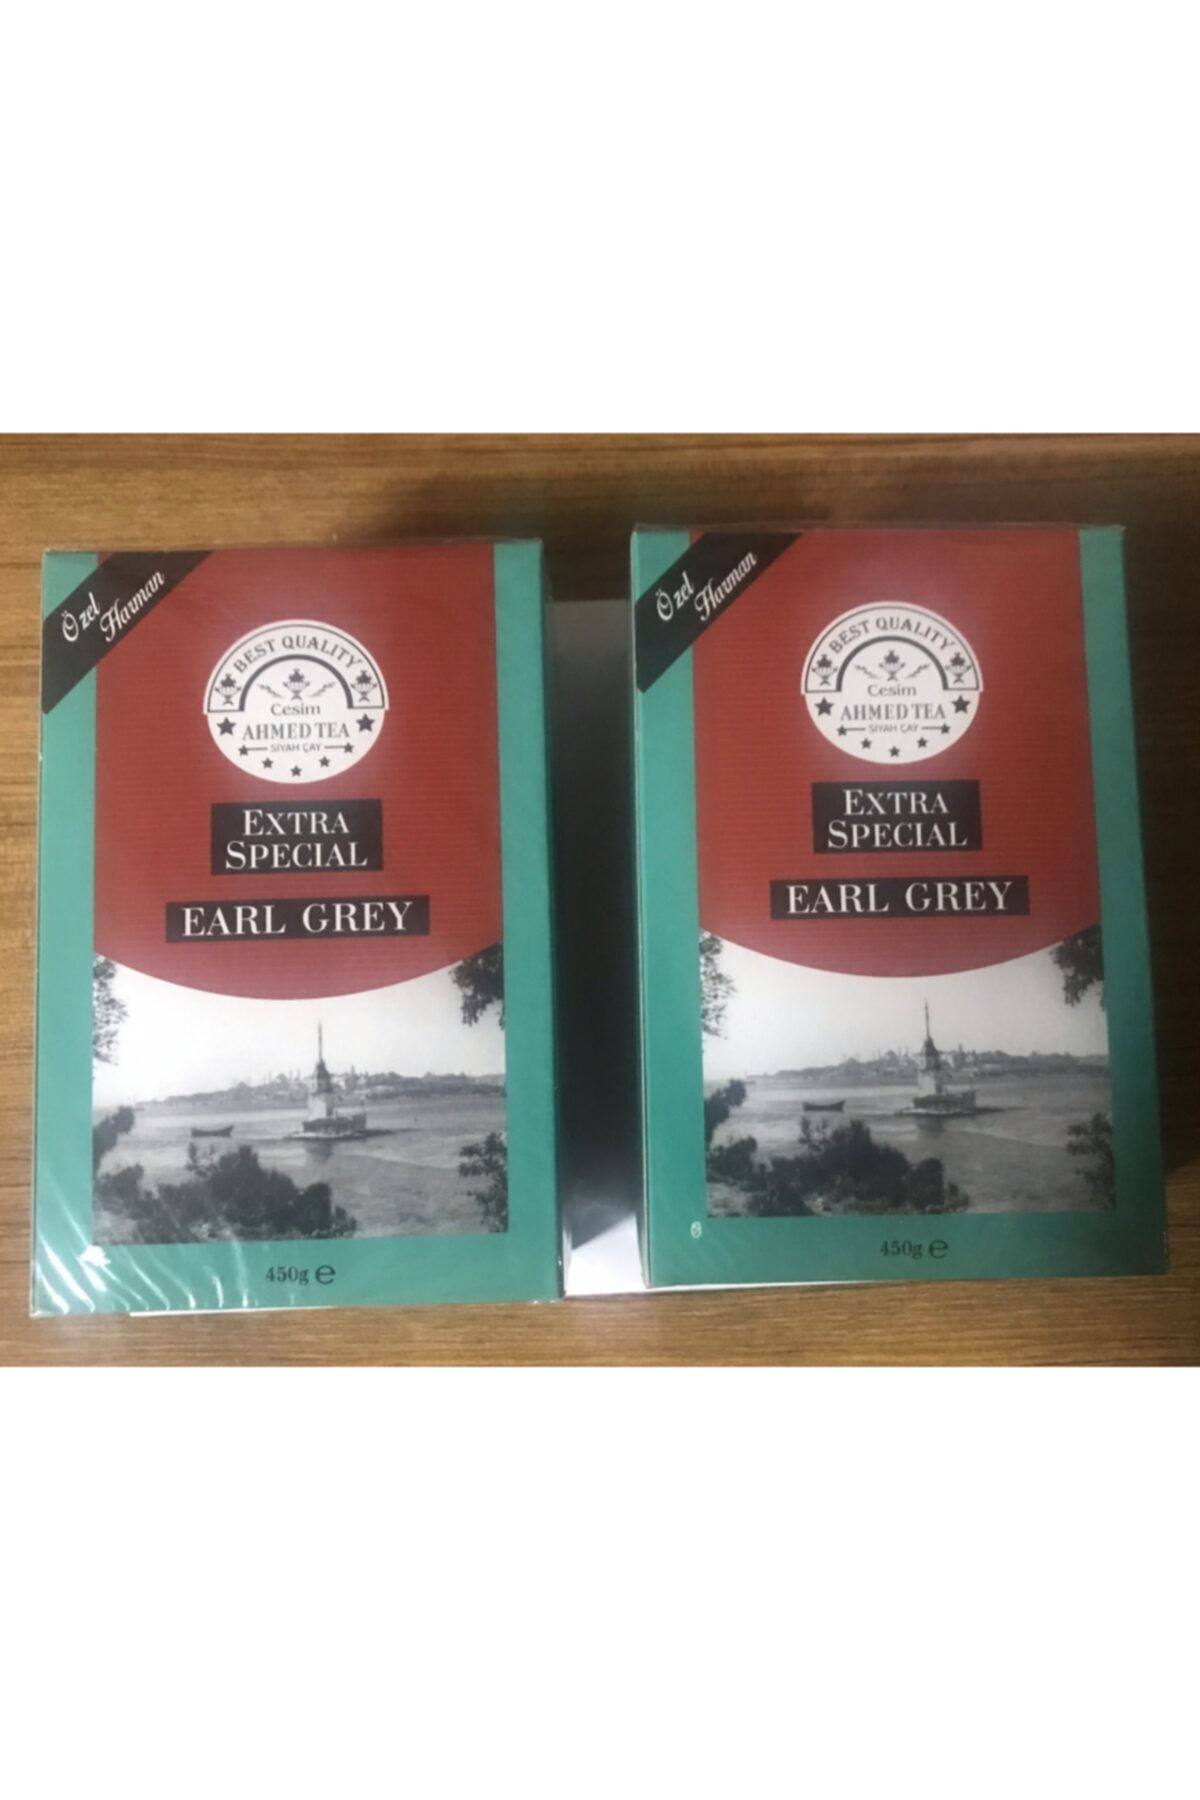 Özel
Harman
BEST QUALITY
Cesim
AHMED TEA
SİYAH ÇAY
EXTRA
SPECIAL
EARL GREY
450g ℮
Özel
Harman
BEST QUALITY
Cesim
AHMED TEA
SİYAH ÇAY
EXTRA
SPECIAL
EARL GREY
450g ℮